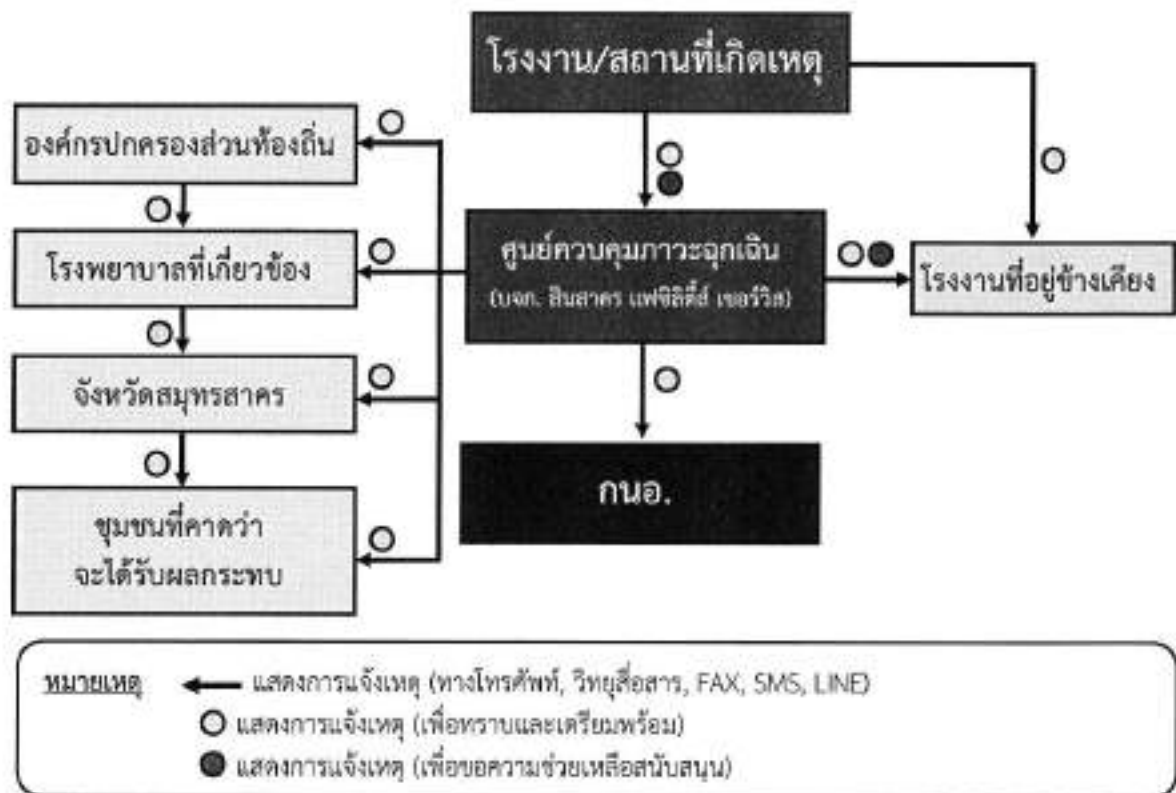 โรงงาน/สถานที่เกิดเหตุ
องค์กรปกครองส่วนท้องถิ่น
โรงพยาบาลที่เกี่ยวข้อง
ศูนย์ควบคุมภาวะฉุกเฉิน
(บจก. สินสาคร แฟซิลิตี้ส์ เซอร์วิส)
โรงงานที่อยู่ข้างเคียง
จังหวัดสมุทรสาคร
กนอ.
ชุมชนที่คาดว่า
จะได้รับผลกระทบ
หมายเหตุ แสดงการแจ้งเหตุ (ทางโทรศัพท์, วิทยุสื่อสาร, FAX, SMS, LINE)
แสดงการแจ้งเหตุ (เพื่อทราบและเตรียมพร้อม)
แสดงการแจ้งเหตุ (เพื่อขอความช่วยเหลือสนับสนุน)